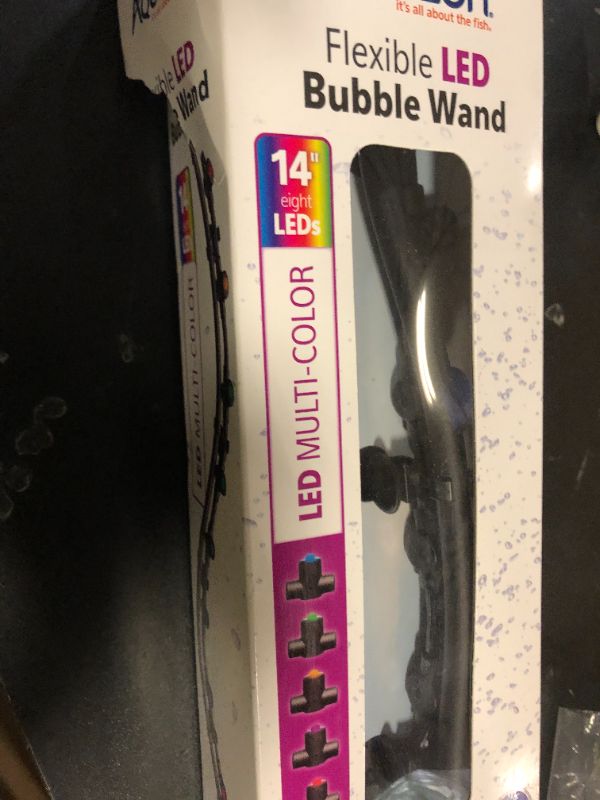 it's all about the fish.
Flexible LED
Bubble Wand
14"
eight
LEDs
LED MULTI-COLOR
LED
Wand
LED MULTI-COLOR